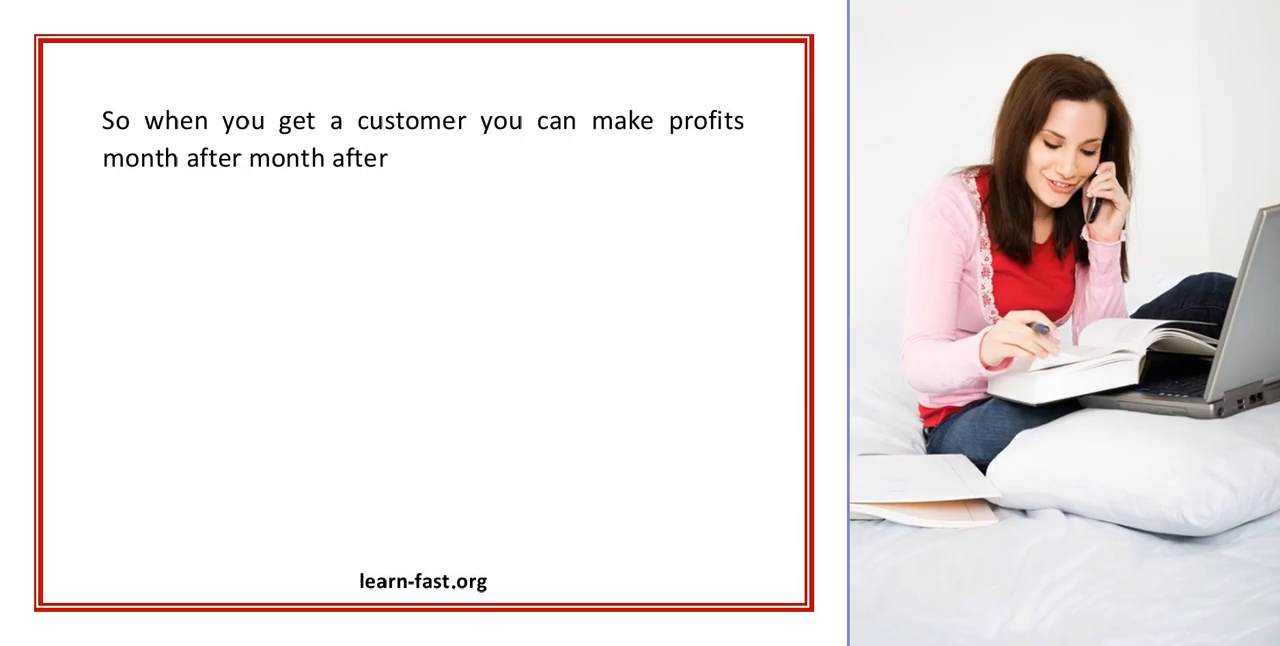 So when you get a customer you can make profits
month after month after
learn-fast.org